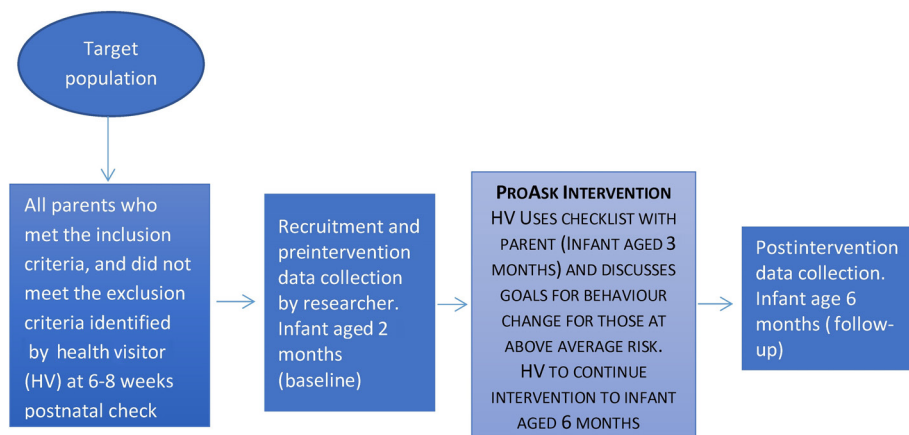 Target
population
All parents who
met the inclusion
criteria, and did not
meet the exclusion
criteria identified
by health visitor
(HV) at 6-8 weeks
postnatal check
Recruitment and
preintervention
data collection
by researcher.
Infant aged 2
months
(baseline)
PROASK INTERVENTION
HV USES CHECKLIST WITH
PARENT (INFANT AGED 3
MONTHS) AND DISCUSSES
GOALS FOR BEHAVIOUR
CHANGE FOR THOSE AT
ABOVE AVERAGE RISK.
HV TO CONTINUE
INTERVENTION TO INFANT
AGED 6 MONTHS
Postintervention
data collection.
Infant age 6
months ( follow-
up)